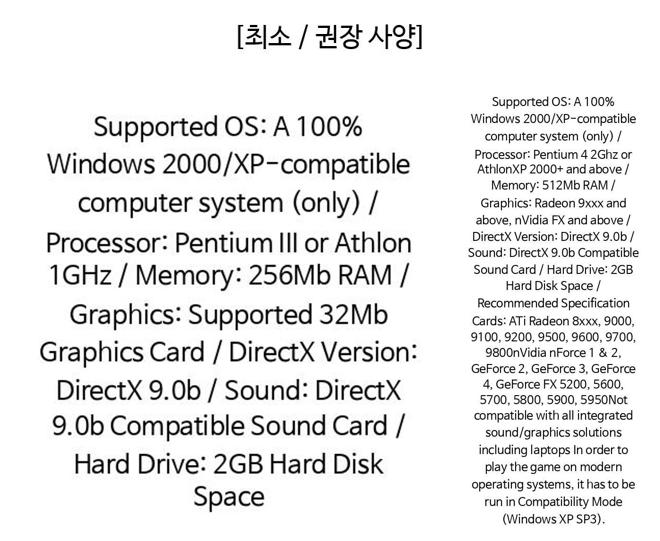 [최소 / 권장 사양]
Supported OS: A 100%
Windows 2000/XP-compatible
computer system (only) /
Processor: Pentium III or Athlon
1GHz / Memory: 256Mb RAM /
Graphics: Supported 32Mb
Graphics Card / DirectX Version:
DirectX 9.0b / Sound: DirectX
9.0b Compatible Sound Card /
Hard Drive: 2GB Hard Disk
Space
Supported OS: A 100%
Windows 2000/XP-compatible
computer system (only) /
Processor: Pentium 4 2Ghz or
AthlonXP 2000+ and above /
Memory: 512Mb RAM /
Graphics: Radeon 9xxx and
above, nVidia FX and above /
DirectX Version: DirectX 9.0b /
Sound: DirectX 9.0b Compatible
Sound Card / Hard Drive: 2GB
Hard Disk Space /
Recommended Specification
Cards: ATi Radeon 8xxx, 9000,
9100, 9200, 9500, 9600, 9700,
9800nVidia nForce 1 & 2,
GeForce 2, GeForce 3, GeForce
4, GeForce FX 5200, 5600,
5700, 5800, 5900, 5950Not
compatible with all integrated
sound/graphics solutions
including laptops In order to
play the game on modern
operating systems, it has to be
run in Compatibility Mode
(Windows XP SP3).